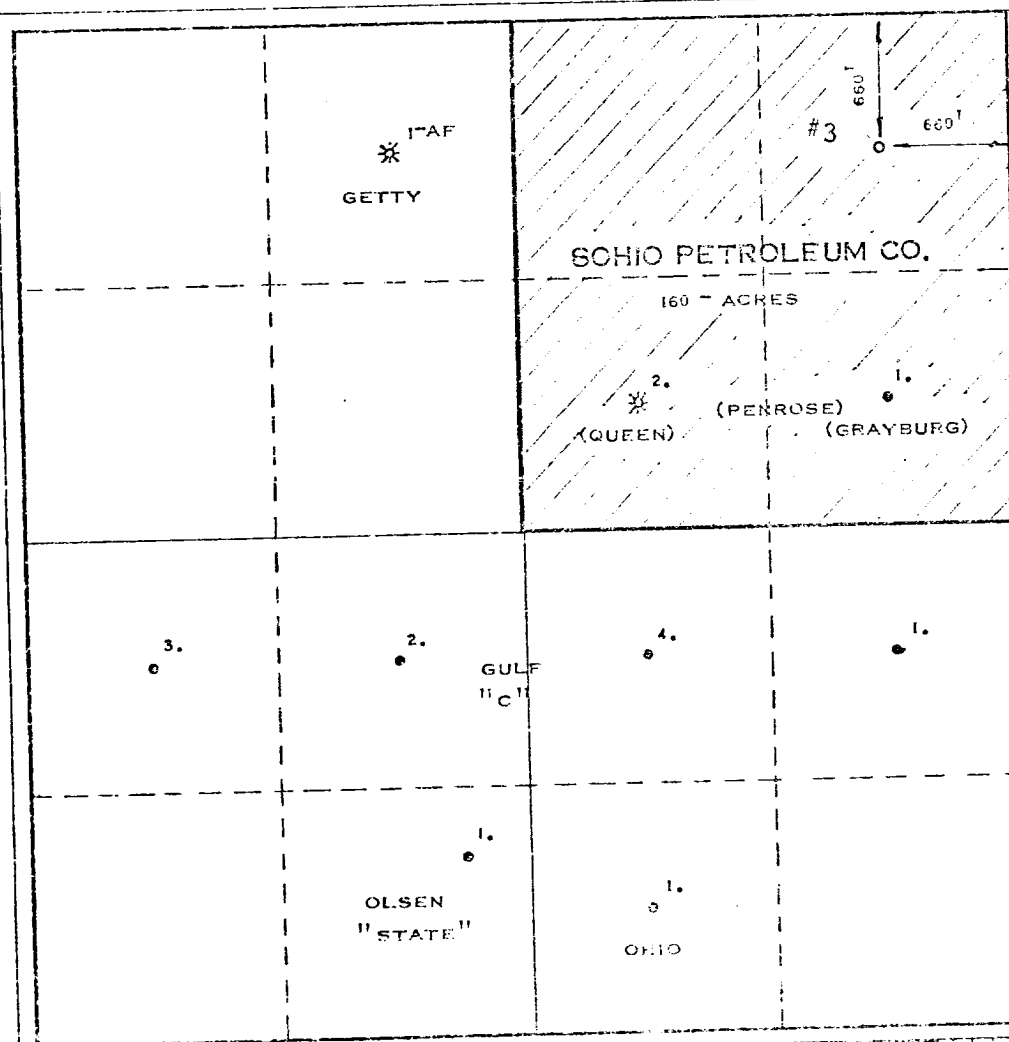 1-AF
GETTY
660'
#3
660'
SOHIO PETROLEUM CO.
160 - ACRES
2.
(QUEEN)
(PENROSE)
1.
(GRAYBURG)
3.
2.
GULF
"C"
4.
1.
1.
OLSEN
"STATE"
1.
OHIO